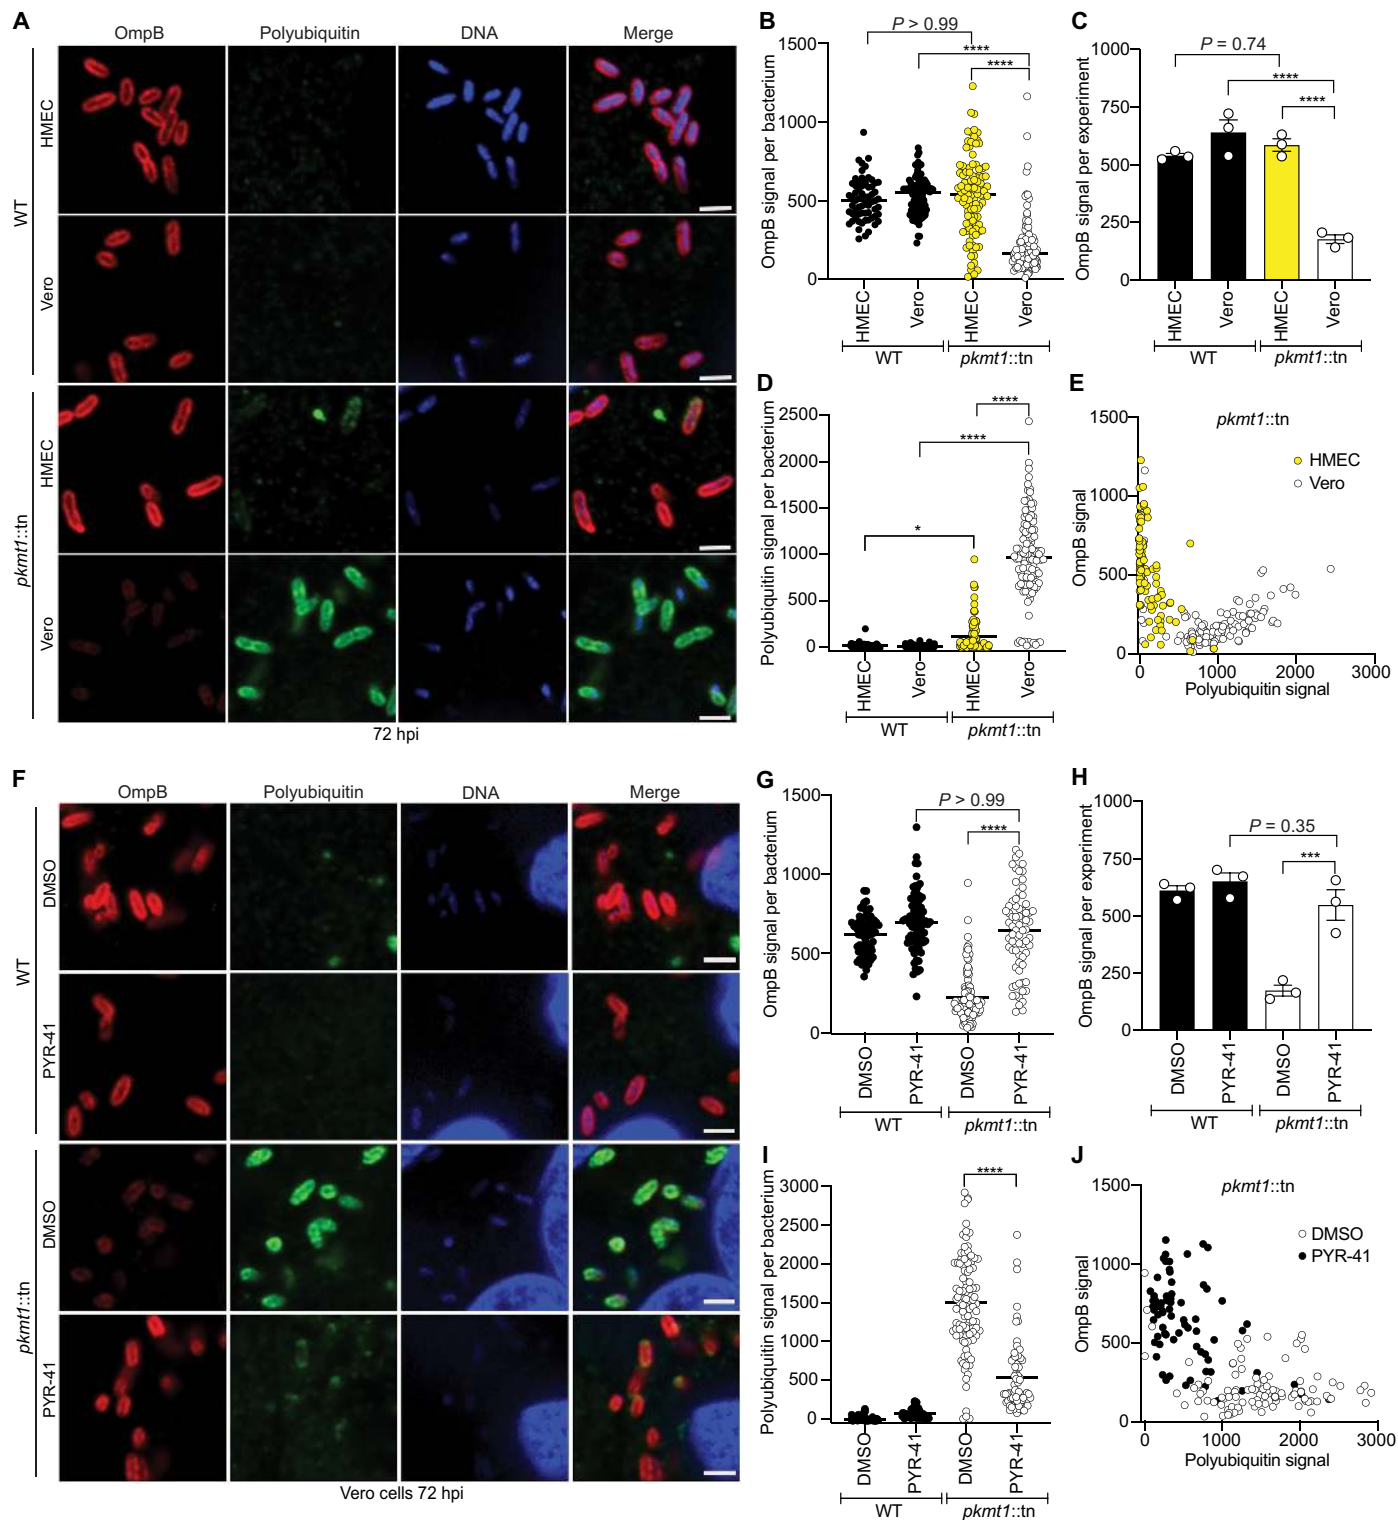 A
OmpB Polyubiquitin DNA Merge
WT
HMEC
Vero
pkmt1::tn
HMEC
Vero
72 hpi
B
OmpB signal per bacterium
1500
1000
500
0
P > 0.99
****
****
HMEC Vero HMEC Vero
WT pkmt1::tn
C
OmpB signal per experiment
1000
750
500
250
0
P = 0.74
****
****
HMEC Vero HMEC Vero
WT pkmt1::tn
D
Polyubiquitin signal per bacterium
2500
2000
1500
1000
500
0
****
****
*
HMEC Vero HMEC Vero
WT pkmt1::tn
E
pkmt1::tn
OmpB signal
1500
1000
500
0
HMEC
Vero
0 1000 2000 3000
Polyubiquitin signal
F
OmpB Polyubiquitin DNA Merge
WT
DMSO
PYR-41
pkmt1::tn
DMSO
PYR-41
Vero cells 72 hpi
G
OmpB signal per bacterium
1500
1000
500
0
P > 0.99
****
DMSO PYR-41 DMSO PYR-41
WT pkmt1::tn
H
OmpB signal per experiment
1000
750
500
250
0
P = 0.35
***
DMSO PYR-41 DMSO PYR-41
WT pkmt1::tn
I
Polyubiquitin signal per bacterium
3000
2500
2000
1500
1000
500
0
****
DMSO PYR-41 DMSO PYR-41
WT pkmt1::tn
J
pkmt1::tn
OmpB signal
1500
1000
500
0
DMSO
PYR-41
0 1000 2000 3000
Polyubiquitin signal